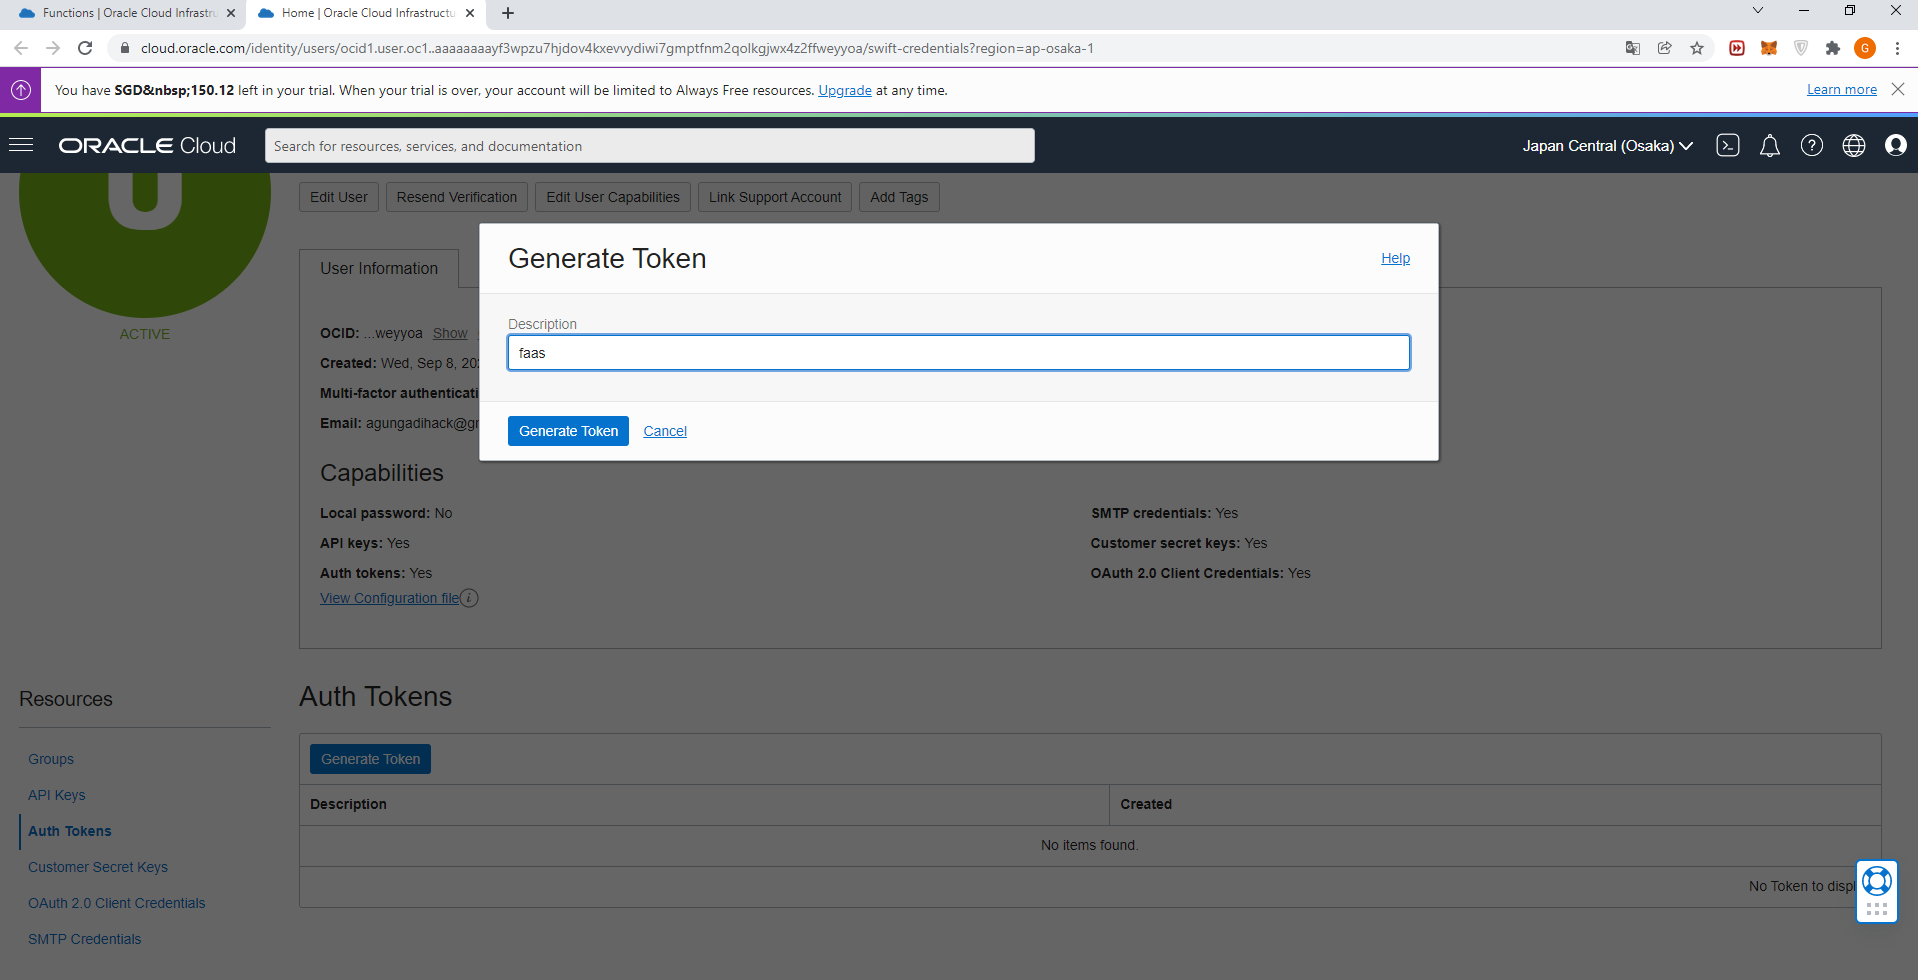 Functions | Oracle Cloud Infrastru
Home | Oracle Cloud Infrastructu
cloud.oracle.com/identity/users/ocid1.user.oc1..aaaaaaaayf3wpzu7hjdov4kxevvydiwi7gmptfnm2qolkgjwx4z2ffweyyoa/swift-credentials?region=ap-osaka-1
G
You have SGD&nbsp;150.12 left in your trial. When your trial is over, your account will be limited to Always Free resources. Upgrade at any time.
Learn more
ORACLE Cloud
Search for resources, services, and documentation
Japan Central (Osaka)
Edit User
Resend Verification
Edit User Capabilities
Link Support Account
Add Tags
U
ACTIVE
Generate Token
Help
Description
faas
Generate Token
Cancel
User Information
OCID: ...weyyoa Show
Created: Wed, Sep 8, 20
Multi-factor authenticati
Email: agungadihack@g
Capabilities
Local password: No
API keys: Yes
Auth tokens: Yes
View Configuration file
SMTP credentials: Yes
Customer secret keys: Yes
OAuth 2.0 Client Credentials: Yes
Resources
Groups
API Keys
Auth Tokens
Customer Secret Keys
OAuth 2.0 Client Credentials
SMTP Credentials
Auth Tokens
Generate Token
Description
Created
No items found.
No Token to displ